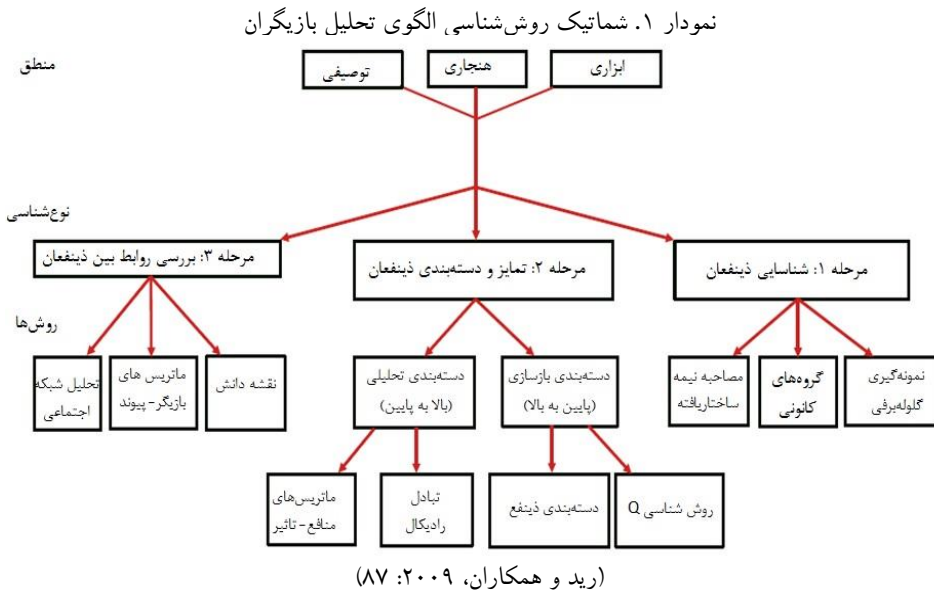 نمودار ۱. شماتیک روش‌شناسی الگوی تحلیل بازیگران
منطق
ابزاری
هنجاری
توصیفی
نوع‌شناسی
مرحله ۱: شناسایی ذینفعان
مرحله ۲: تمایز و دسته‌بندی ذینفعان
مرحله ۳: بررسی روابط بین ذینفعان
روش‌ها
نمونه‌گیری
گلوله‌برفی
گروه‌های
کانونی
مصاحبه نیمه
ساختاریافته
دسته‌بندی بازسازی
(پایین به بالا)
دسته‌بندی تحلیلی
(بالا به پایین)
نقشه دانش
ماتریس های
بازیگر- پیوند
تحلیل شبکه
اجتماعی
روش شناسی Q
دسته‌بندی ذینفع
تبادل
رادیکال
ماتریس‌های
منافع- تاثیر
(رید و همکاران، ۲۰۰۹: ۸۷)